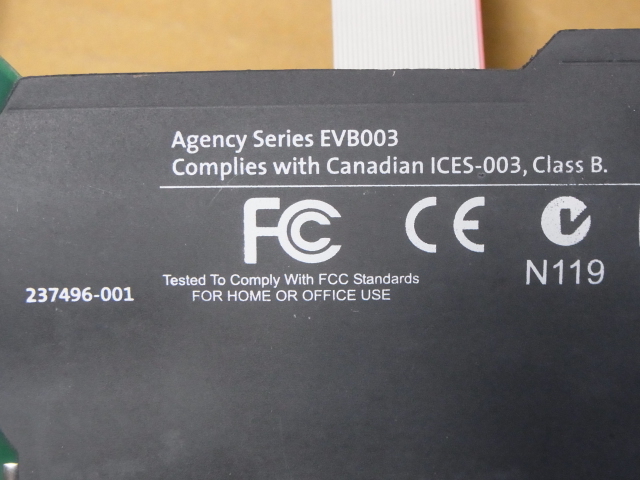 Agency Series EVB003
Complies with Canadian ICES-003, Class B.
FC CE
N119
Tested To Comply With FCC Standards
FOR HOME OR OFFICE USE
237496-001